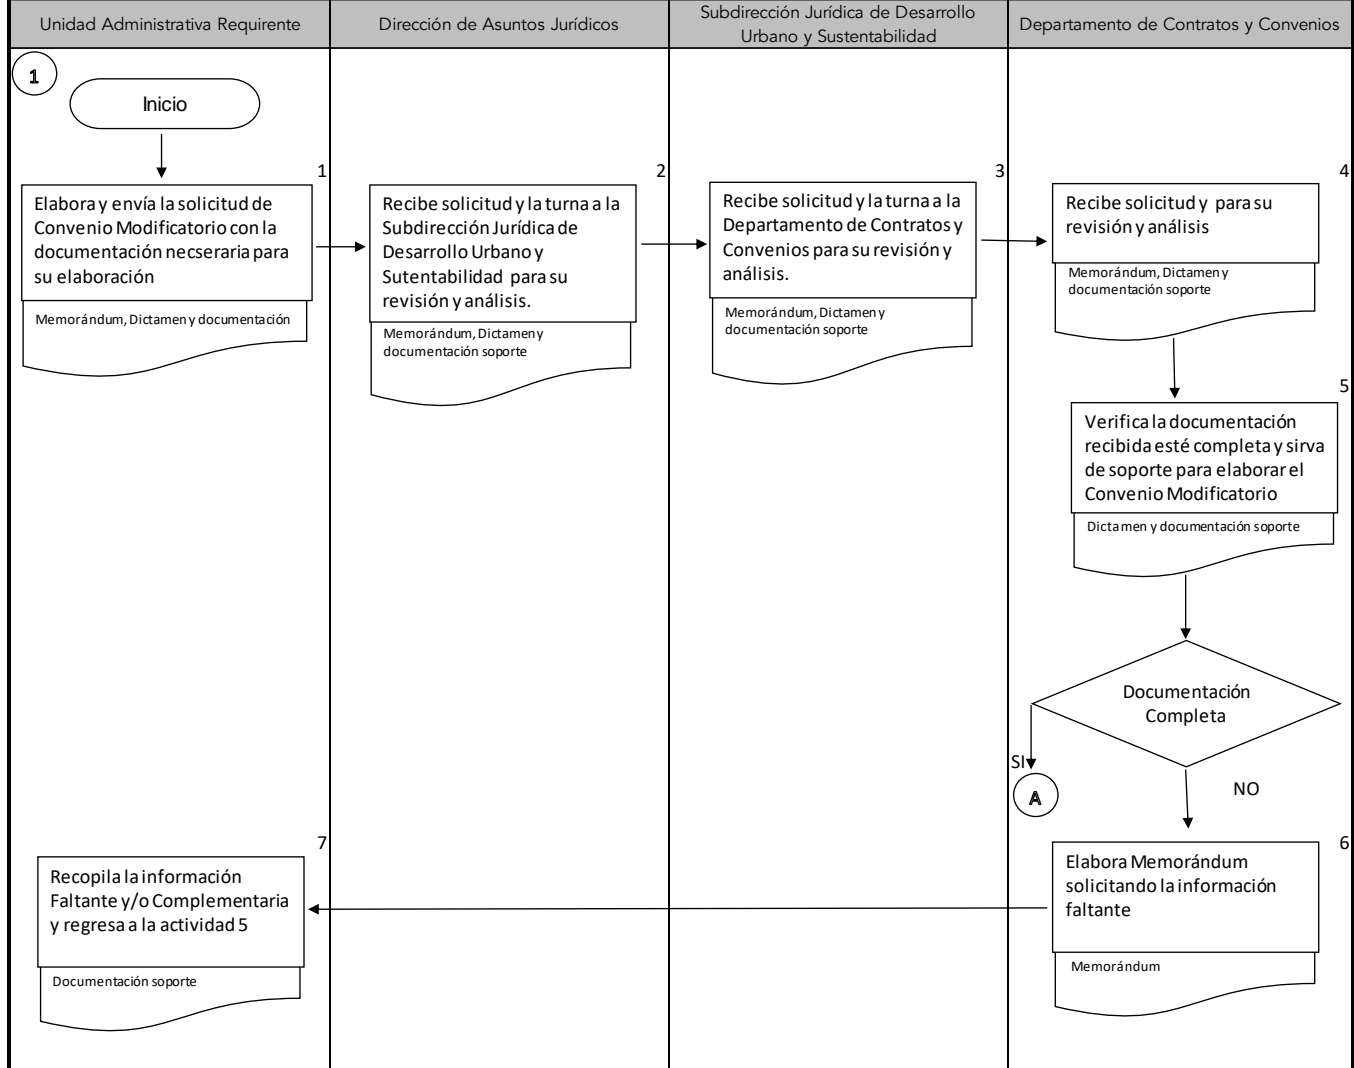 Unidad Administrativa Requirente
Dirección de Asuntos Jurídicos
Subdirección Jurídica de Desarrollo
Urbano y Sustentabilidad
Departamento de Contratos y Convenios
1
Inicio
1
Elabora y envía la solicitud de
Convenio Modificatorio con la
documentación necseraria para
su elaboración
Memorándum, Dictamen y documentación
2
Recibe solicitud y la turna a la
Subdirección Jurídica de
Desarrollo Urbano y
Sutentabilidad para su
revisión y análisis.
Memorándum, Dictamen y
documentación soporte
3
Recibe solicitud y la turna a la
Departamento de Contratos y
Convenios para su revisión y
análisis.
Memorándum, Dictamen y
documentación soporte
4
Recibe solicitud y para su
revisión y análisis
Memorándum, Dictamen y
documentación soporte
5
Verifica la documentación
recibida esté completa y sirva
de soporte para elaborar el
Convenio Modificatorio
Dictamen y documentación soporte
Documentación
Completa
SI
A
NO
6
Elabora Memorándum
solicitando la información
faltante
Memorándum
7
Recopila la información
Faltante y/o Complementaria
y regresa a la actividad 5
Documentación soporte